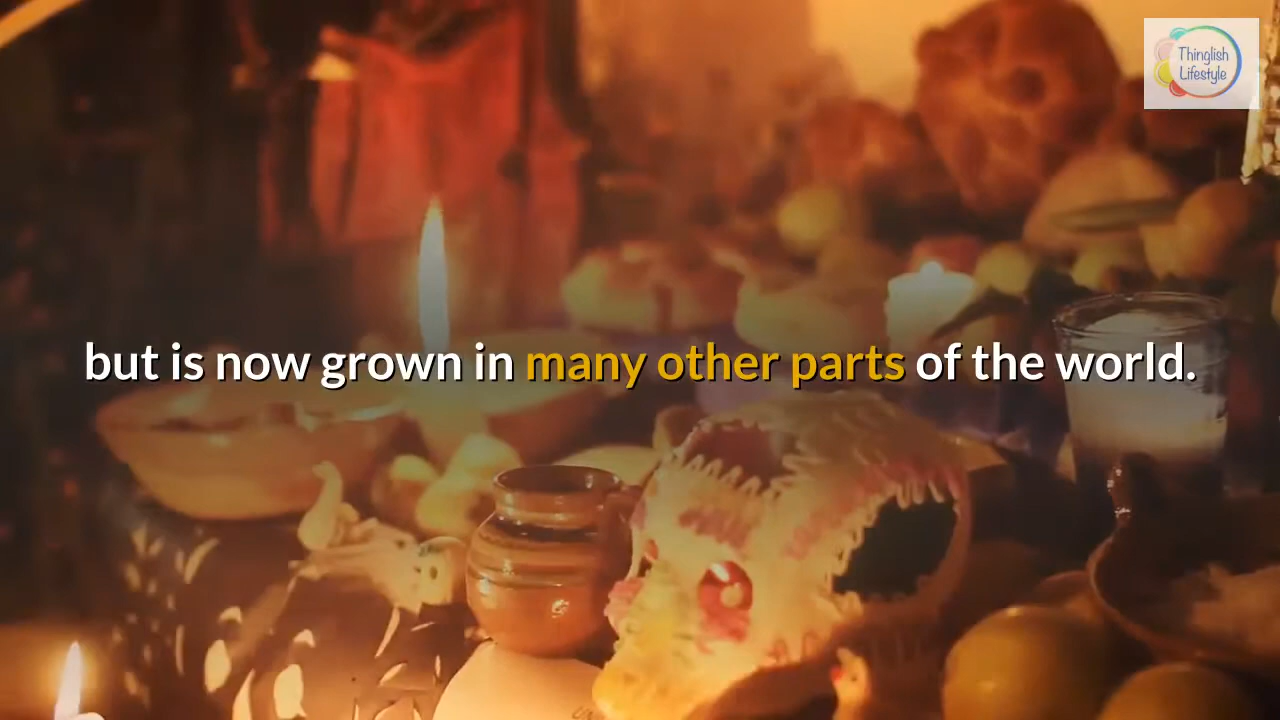 Thinglish
Lifestyle
but is now grown in many other parts of the world.